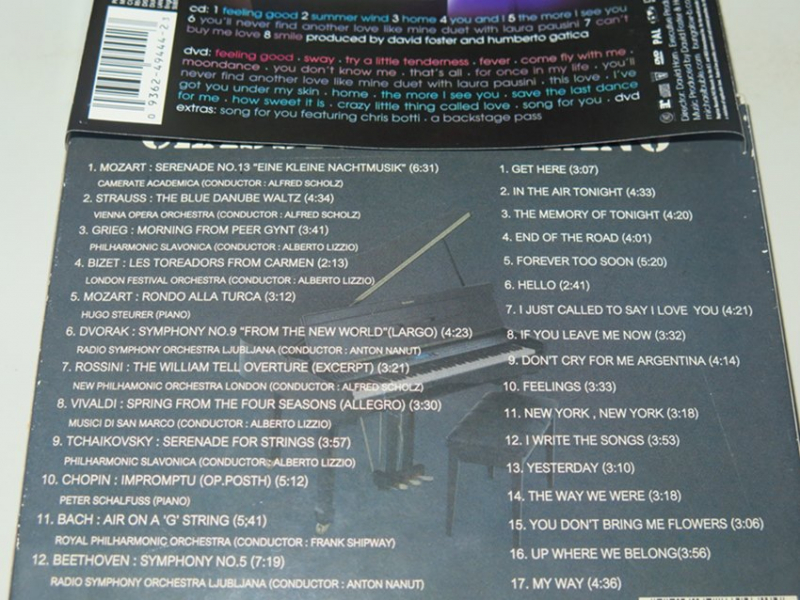 cd: 1 feeling good 2 summer wind 3 home 4 you and i 5 the more i see you
6 you'll never find another love like mine duet with laura pausini 7 can't
buy me love 8 smile produced by david foster and humberto gatica
dvd: feeling good . sway . try a little tenderness . fever . come fly with me .
moondance . you don't know me . that's all . for once in my life . you'll
never find another love like mine duet with laura pausini . this love . i've
got you under my skin . home . the more i see you . save the last dance
for me . how sweet it is . crazy little thing called love . song for you . dvd
extras: song for you featuring chris botti . a backstage pass
0 9362-49444-2
PAL
1. MOZART : SERENADE NO.13 "EINE KLEINE NACHTMUSIK" (6:31)
CAMERATE ACADEMICA (CONDUCTOR : ALFRED SCHOLZ)
2. STRAUSS : THE BLUE DANUBE WALTZ (4:34)
VIENNA OPERA ORCHESTRA (CONDUCTOR : ALFRED SCHOLZ)
3. GRIEG : MORNING FROM PEER GYNT (3:41)
PHILHARMONIC SLAVONICA (CONDUCTOR : ALBERTO LIZZIO)
4. BIZET : LES TOREADORS FROM CARMEN (2:13)
LONDON FESTIVAL ORCHESTRA (CONDUCTOR : ALBERTO LIZZIO)
5. MOZART : RONDO ALLA TURCA (3:12)
HUGO STEURER (PIANO)
6. DVORAK : SYMPHONY NO.9 "FROM THE NEW WORLD"(LARGO) (4:23)
RADIO SYMPHONY ORCHESTRA LJUBLJANA (CONDUCTOR : ANTON NANUT)
7. ROSSINI : THE WILLIAM TELL OVERTURE (EXCERPT) (3:21)
NEW PHILHAMONIC ORCHESTRA LONDON (CONDUCTOR : ALFRED SCHOLZ)
8. VIVALDI : SPRING FROM THE FOUR SEASONS (ALLEGRO) (3:30)
MUSICI DI SAN MARCO (CONDUCTOR : ALBERTO LIZZIO)
9. TCHAIKOVSKY : SERENADE FOR STRINGS (3:57)
PHILHARMONIC SLAVONICA (CONDUCTOR : ALBERTO LIZZIO)
10. CHOPIN : IMPROMPTU (OP.POSTH) (5:12)
PETER SCHALFUSS (PIANO)
11. BACH : AIR ON A 'G' STRING (5;41)
ROYAL PHILHARMONIC ORCHESTRA (CONDUCTOR : FRANK SHIPWAY)
12. BEETHOVEN : SYMPHONY NO.5 (7:19)
RADIO SYMPHONY ORCHESTRA LJUBLJANA (CONDUCTOR : ANTON NANUT)
1. GET HERE (3:07)
2. IN THE AIR TONIGHT (4:33)
3. THE MEMORY OF TONIGHT (4:20)
4. END OF THE ROAD (4:01)
5. FOREVER TOO SOON (5:20)
6. HELLO (2:41)
7. I JUST CALLED TO SAY I LOVE YOU (4:21)
8. IF YOU LEAVE ME NOW (3:32)
9. DON'T CRY FOR ME ARGENTINA (4:14)
10. FEELINGS (3:33)
11. NEW YORK , NEW YORK (3:18)
12. I WRITE THE SONGS (3:53)
13. YESTERDAY (3:10)
14. THE WAY WE WERE (3:18)
15. YOU DON'T BRING ME FLOWERS (3:06)
16. UP WHERE WE BELONG(3:56)
17. MY WAY (4:36)